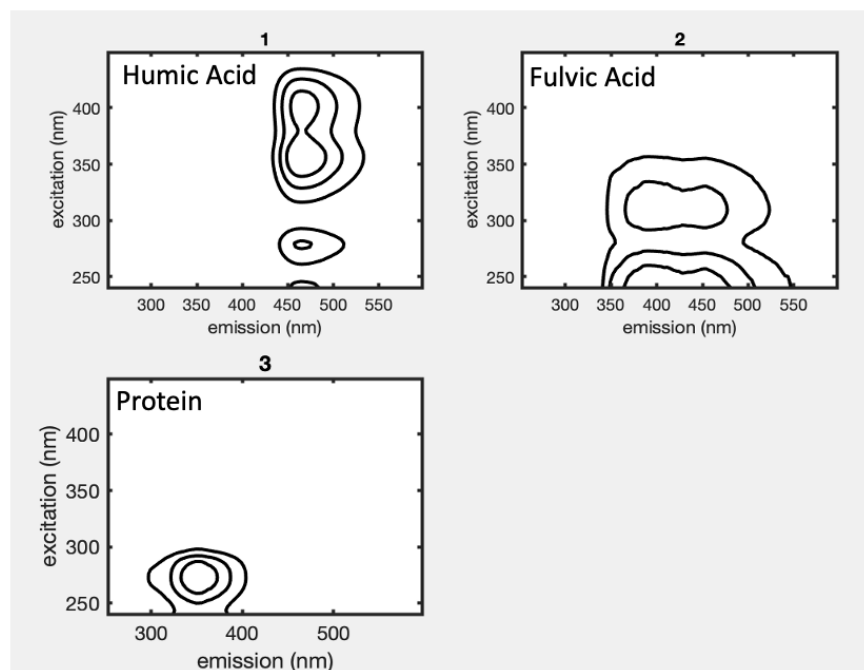 1
Humic Acid
excitation (nm)
400
350
300
250
300 350 400 450 500 550
emission (nm)
2
Fulvic Acid
excitation (nm)
400
350
300
250
300 350 400 450 500 550
emission (nm)
3
Protein
excitation (nm)
400
350
300
250
300 400 500
emission (nm)